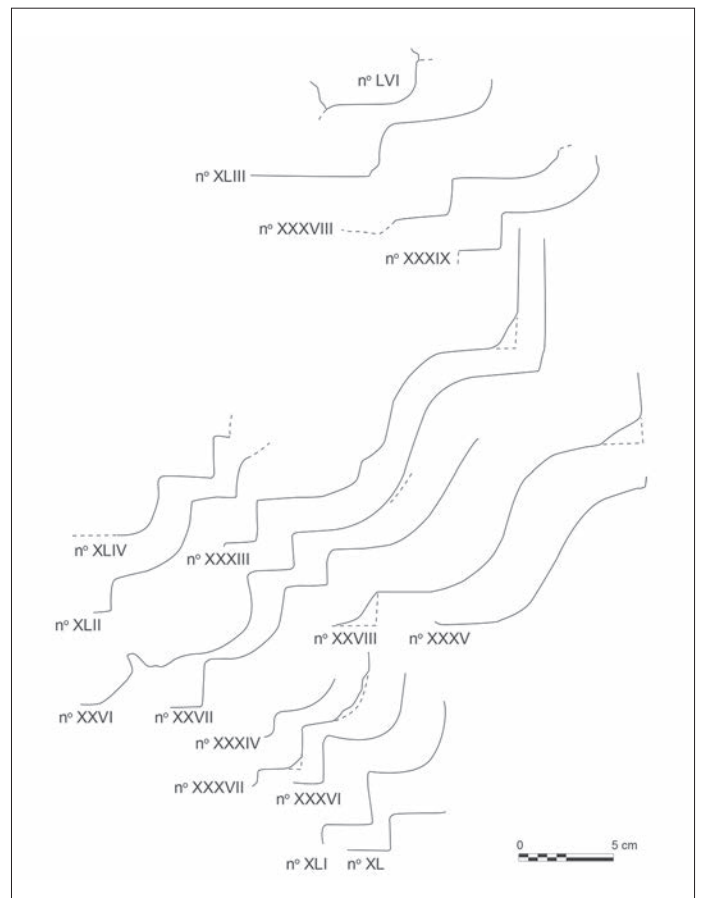 nº LVI
nº XLIII
nº XXXVIII
nº XXXIX
nº XLIV
nº XXXIII
nº XLII
nº XXVIII
nº XXXV
nº XXVI
nº XXVII
nº XXXIV
nº XXXVII
nº XXXVI
0 5 cm
nº XLI
nº XL